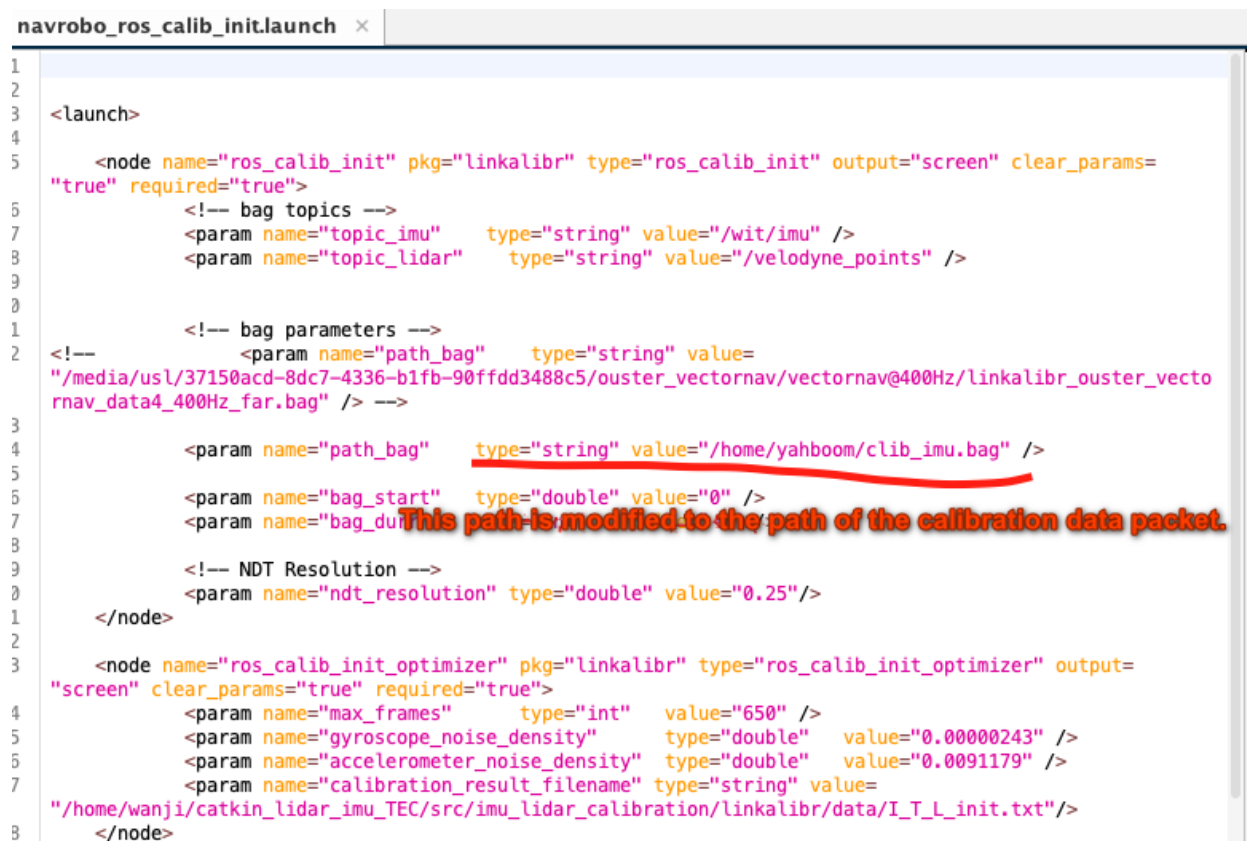 navrobo_ros_calib_init.launch ×
1
2
3 <launch>
4
5 <node name="ros_calib_init" pkg="linkalibr" type="ros_calib_init" output="screen" clear_params=
"true" required="true">
6 <!-- bag topics -->
7 <param name="topic_imu" type="string" value="/wit/imu" />
8 <param name="topic_lidar" type="string" value="/velodyne_points" />
9
0
1 <!-- bag parameters -->
2 <!-- <param name="path_bag" type="string" value=
"/media/usl/37150acd-8dc7-4336-b1fb-90ffdd3488c5/ouster_vectornav/vectornav@400Hz/linkalibr_ouster_vecto
rnav_data4_400Hz_far.bag" /> -->
3
4 <param name="path_bag" type="string" value="/home/yahboom/clib_imu.bag" />
5
6 <param name="bag_start" type="double" value="0" />
7 <param name="bag_dur
This path is modified to the path of the calibration data packet.
8
9 <!-- NDT Resolution -->
0 <param name="ndt_resolution" type="double" value="0.25"/>
1 </node>
2
3 <node name="ros_calib_init_optimizer" pkg="linkalibr" type="ros_calib_init_optimizer" output=
"screen" clear_params="true" required="true">
4 <param name="max_frames" type="int" value="650" />
5 <param name="gyroscope_noise_density" type="double" value="0.00000243" />
6 <param name="accelerometer_noise_density" type="double" value="0.0091179" />
7 <param name="calibration_result_filename" type="string" value=
"/home/wanji/catkin_lidar_imu_TEC/src/imu_lidar_calibration/linkalibr/data/I_T_L_init.txt"/>
8 </node>